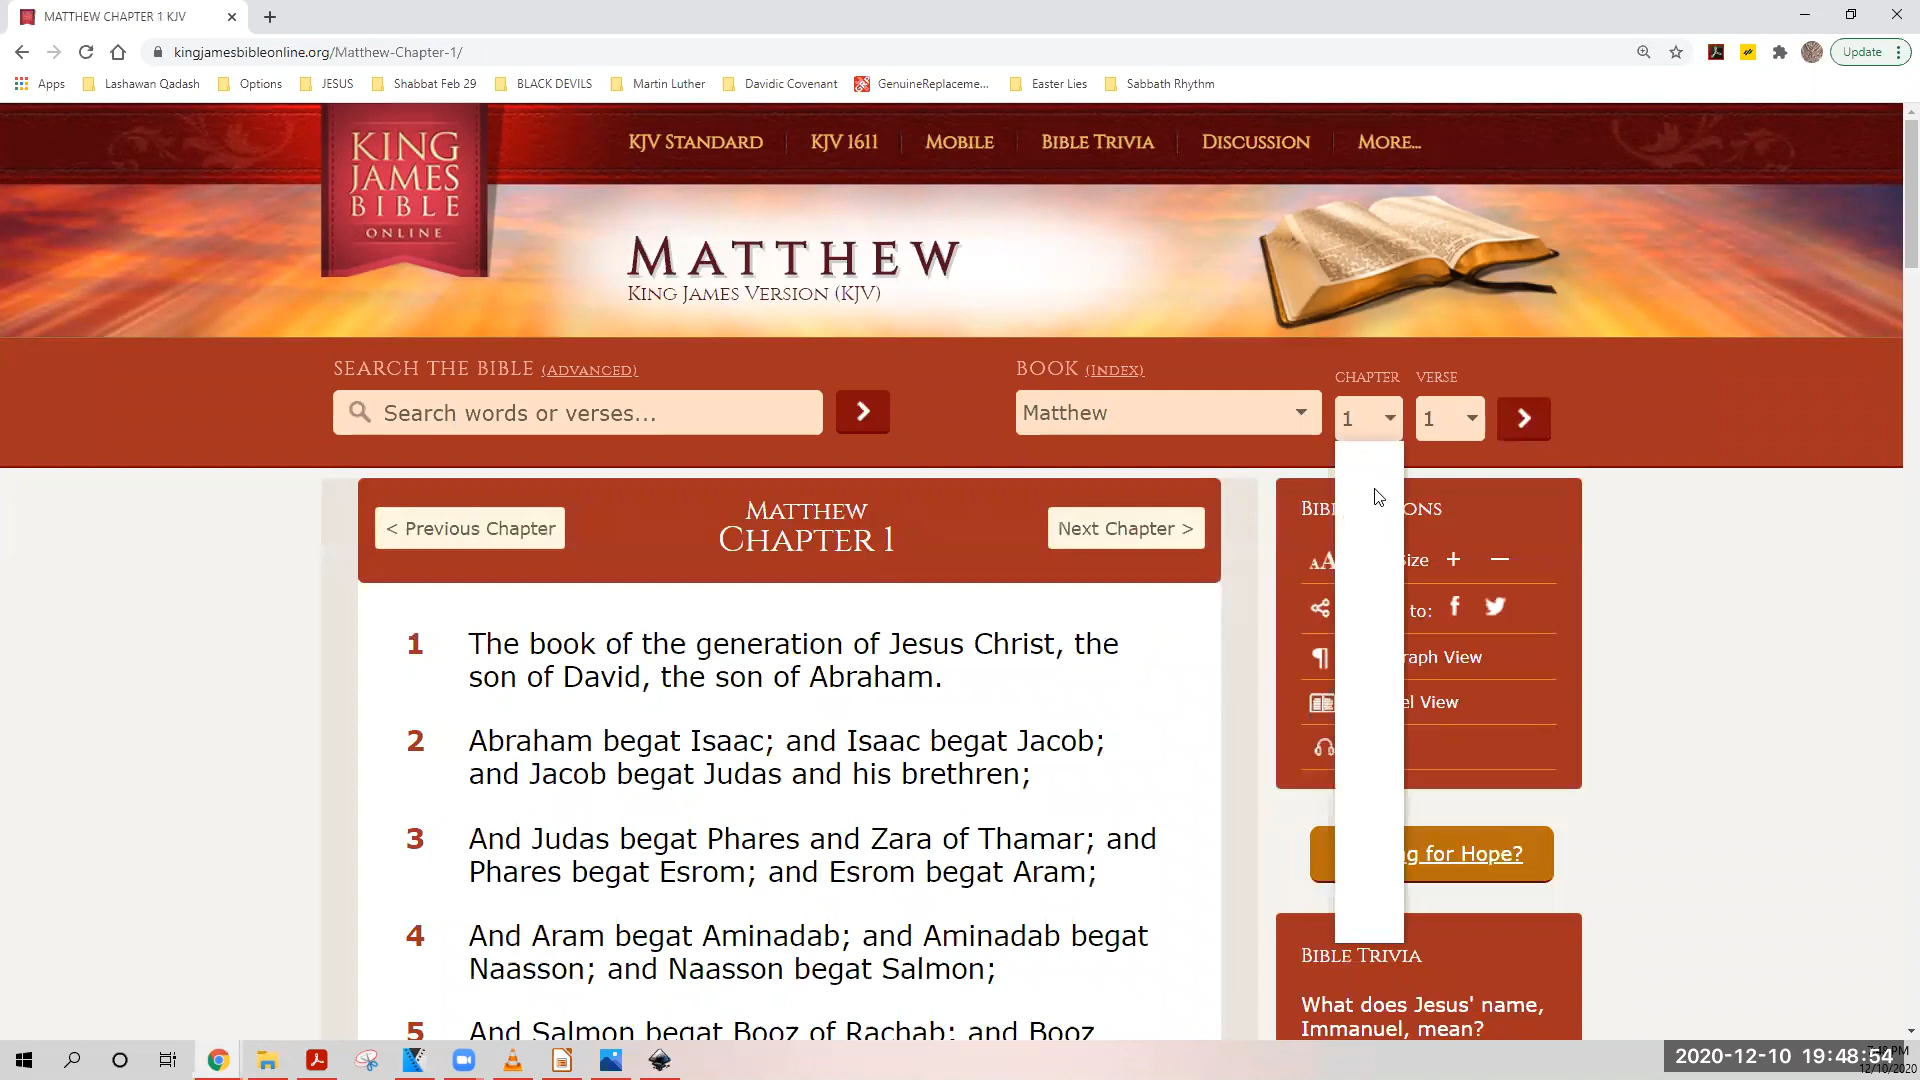 MATTHEW CHAPTER 1 KJV
kingjamesbibleonline.org/Matthew-Chapter-1/
Update
Apps
Lashawan Qadash
Options
JESUS
Shabbat Feb 29
BLACK DEVILS
Martin Luther
Davidic Covenant
GenuineReplaceme...
Easter Lies
Sabbath Rhythm
KING
JAMES
BIBLE
ONLINE
KJV STANDARD
KJV 1611
MOBILE
BIBLE TRIVIA
DISCUSSION
MORE...
MATTHEW
KING JAMES VERSION (KJV)
SEARCH THE BIBLE (ADVANCED)
Search words or verses...
BOOK (INDEX)
Matthew
CHAPTER
1
VERSE
1
< Previous Chapter
MATTHEW
CHAPTER 1
Next Chapter >
1 The book of the generation of Jesus Christ, the
son of David, the son of Abraham.
2 Abraham begat Isaac; and Isaac begat Jacob;
and Jacob begat Judas and his brethren;
3 And Judas begat Phares and Zara of Thamar; and
Phares begat Esrom; and Esrom begat Aram;
4 And Aram begat Aminadab; and Aminadab begat
Naasson; and Naasson begat Salmon;
5 And Salmon begat Booz of Rachab; and Booz
to:
View
View
for Hope?
BIBLE TRIVIA
What does Jesus' name,
Immanuel, mean?
2020-12-10 19:48:54
12/10/2020